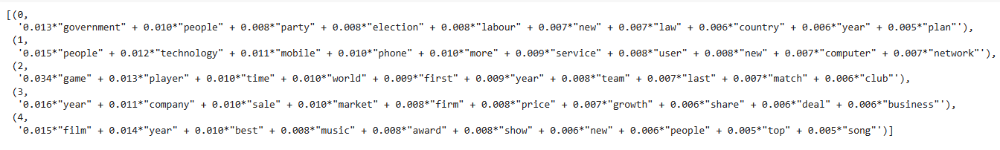 [(0,
'0.013*"government" + 0.010*"people" + 0.008*"party" + 0.008*"election" + 0.008*"labour" + 0.007*"new" + 0.007*"law" + 0.006*"country" + 0.006*"year" + 0.005*"plan"'),
(1,
'0.015*"people" + 0.012*"technology" + 0.011*"mobile" + 0.010*"phone" + 0.010*"more" + 0.009*"service" + 0.008*"user" + 0.008*"new" + 0.007*"computer" + 0.007*"network"'),
(2,
'0.034*"game" + 0.013*"player" + 0.010*"time" + 0.010*"world" + 0.009*"first" + 0.009*"year" + 0.008*"team" + 0.007*"last" + 0.007*"match" + 0.006*"club"'),
(3,
'0.016*"year" + 0.011*"company" + 0.010*"sale" + 0.010*"market" + 0.008*"firm" + 0.008*"price" + 0.007*"growth" + 0.006*"share" + 0.006*"deal" + 0.006*"business"'),
(4,
'0.015*"film" + 0.014*"year" + 0.010*"best" + 0.008*"music" + 0.008*"award" + 0.008*"show" + 0.006*"new" + 0.006*"people" + 0.005*"top" + 0.005*"song"')]